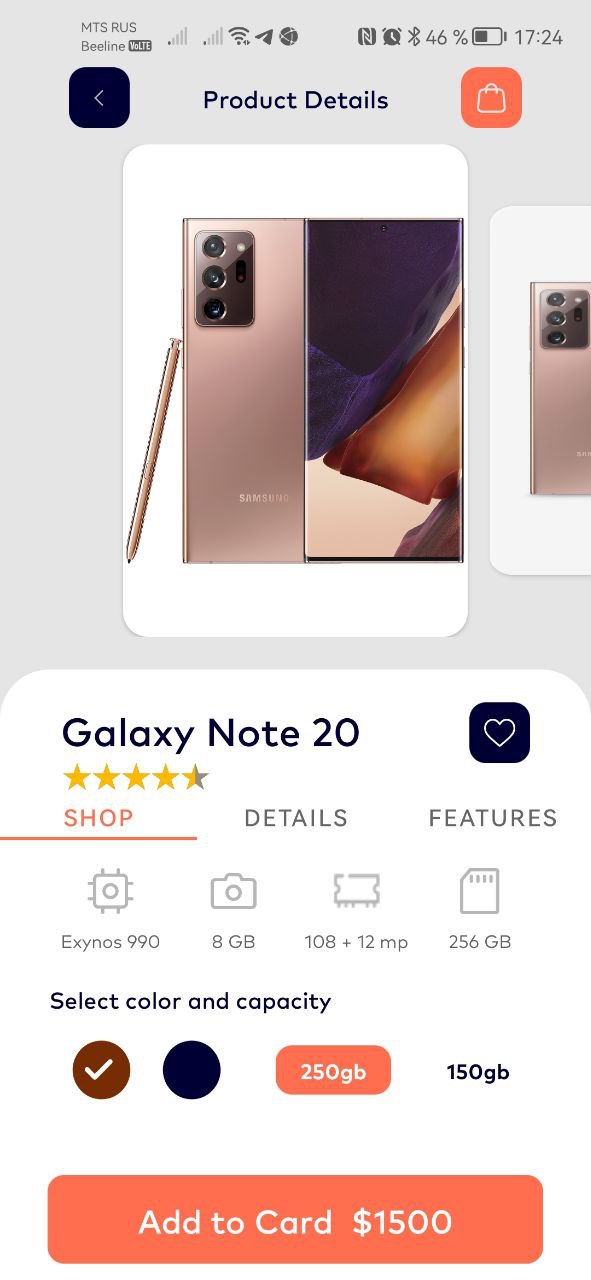 MTS RUS
Beeline VoLTE
46 % 17:24
Product Details
SAMSUNG
Galaxy Note 20
SHOP DETAILS FEATURES
Exynos 990 8 GB 108 + 12 mp 256 GB
Select color and capacity
250gb 150gb
Add to Card $1500